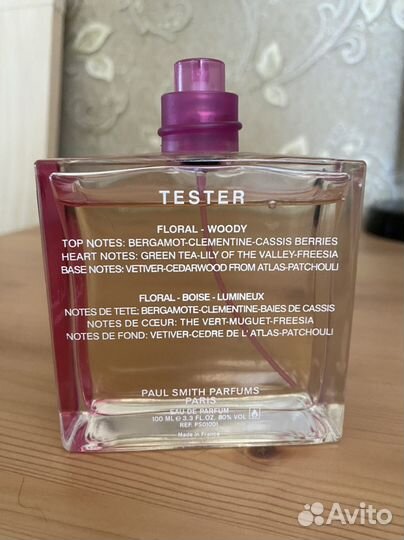 TESTER
FLORAL - WOODY
TOP NOTES: BERGAMOT-CLEMENTINE-CASSIS BERRIES
HEART NOTES: GREEN TEA-LILY OF THE VALLEY-FREESIA
BASE NOTES: VETIVER-CEDARWOOD FROM ATLAS-PATCHOULI
FLORAL - BOISE - LUMINEUX
NOTES DE TETE: BERGAMOTE-CLEMENTINE-BAIES DE CASSIS
NOTES DE CŒUR: THE VERT-MUGUET-FREESIA
NOTES DE FOND: VETIVER-CEDRE DE L' ATLAS-PATCHOULI
PAUL SMITH PARFUMS
PARIS
EAU DE PARFUM
100 ML e 3.3 FL.OZ. 80% VOL
REF. PS01001
Made in France
Avito